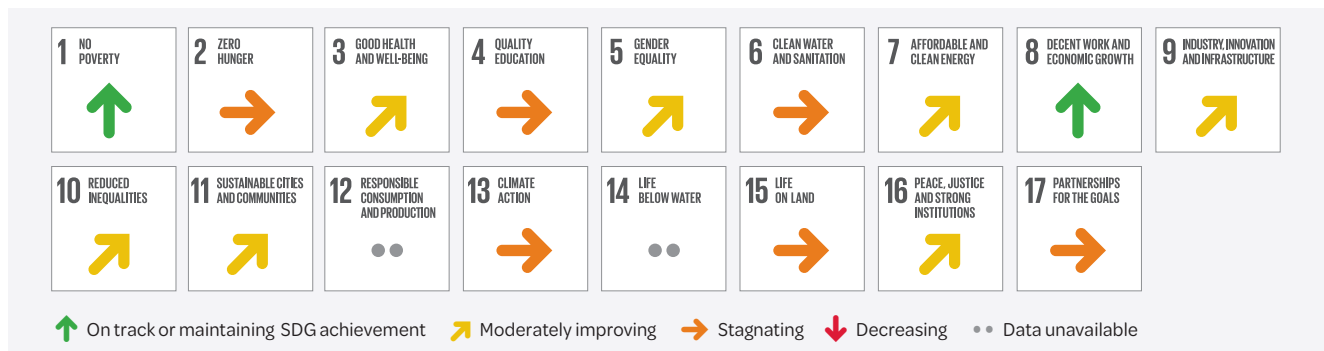 1 NO
POVERTY
2 ZERO
HUNGER
3 GOOD HEALTH
AND WELL-BEING
4 QUALITY
EDUCATION
5 GENDER
EQUALITY
6 CLEAN WATER
AND SANITATION
7 AFFORDABLE AND
CLEAN ENERGY
8 DECENT WORK AND
ECONOMIC GROWTH
9 INDUSTRY, INNOVATION
AND INFRASTRUCTURE
10 REDUCED
INEQUALITIES
11 SUSTAINABLE CITIES
AND COMMUNITIES
12 RESPONSIBLE
CONSUMPTION
AND PRODUCTION
13 CLIMATE
ACTION
14 LIFE
BELOW WATER
15 LIFE
ON LAND
16 PEACE, JUSTICE
AND STRONG
INSTITUTIONS
17 PARTNERSHIPS
FOR THE GOALS
On track or maintaining SDG achievement
Moderately improving
Stagnating
Decreasing
Data unavailable